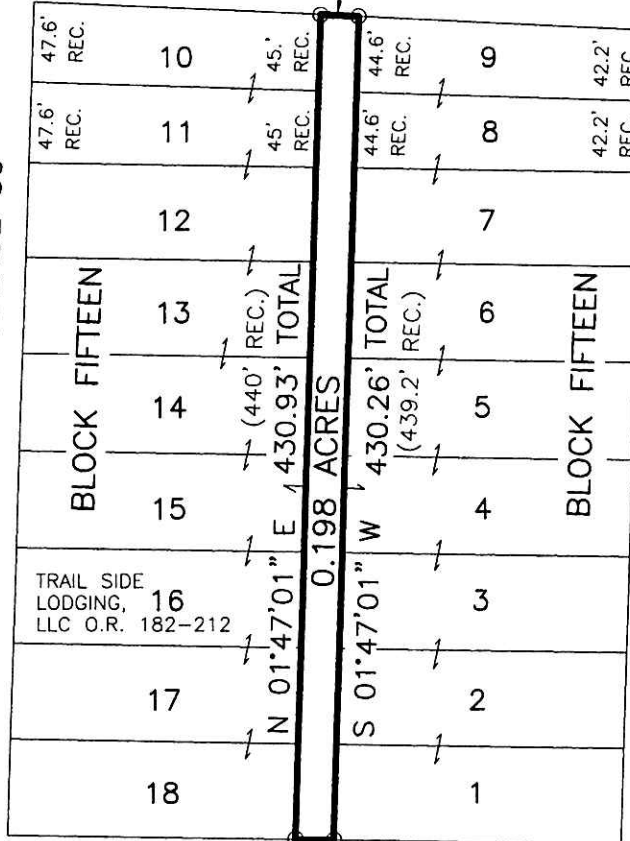 47.6' REC.
10
45.' REC.
44.6' REC.
9
42.2' REC.
47.6' REC.
11
45' REC.
44.6' REC.
8
42.2' REC.
12
7
13
6
14
5
15
4
TRAIL SIDE
LODGING, 16
LLC O.R. 182-212
3
17
2
18
1
BLOCK FIFTEEN
(440' REC.)
N 01°47'01" E 430.93' TOTAL
0.198 ACRES
S 01°47'01" W 430.26' TOTAL
(439.2' REC.)
BLOCK FIFTEEN